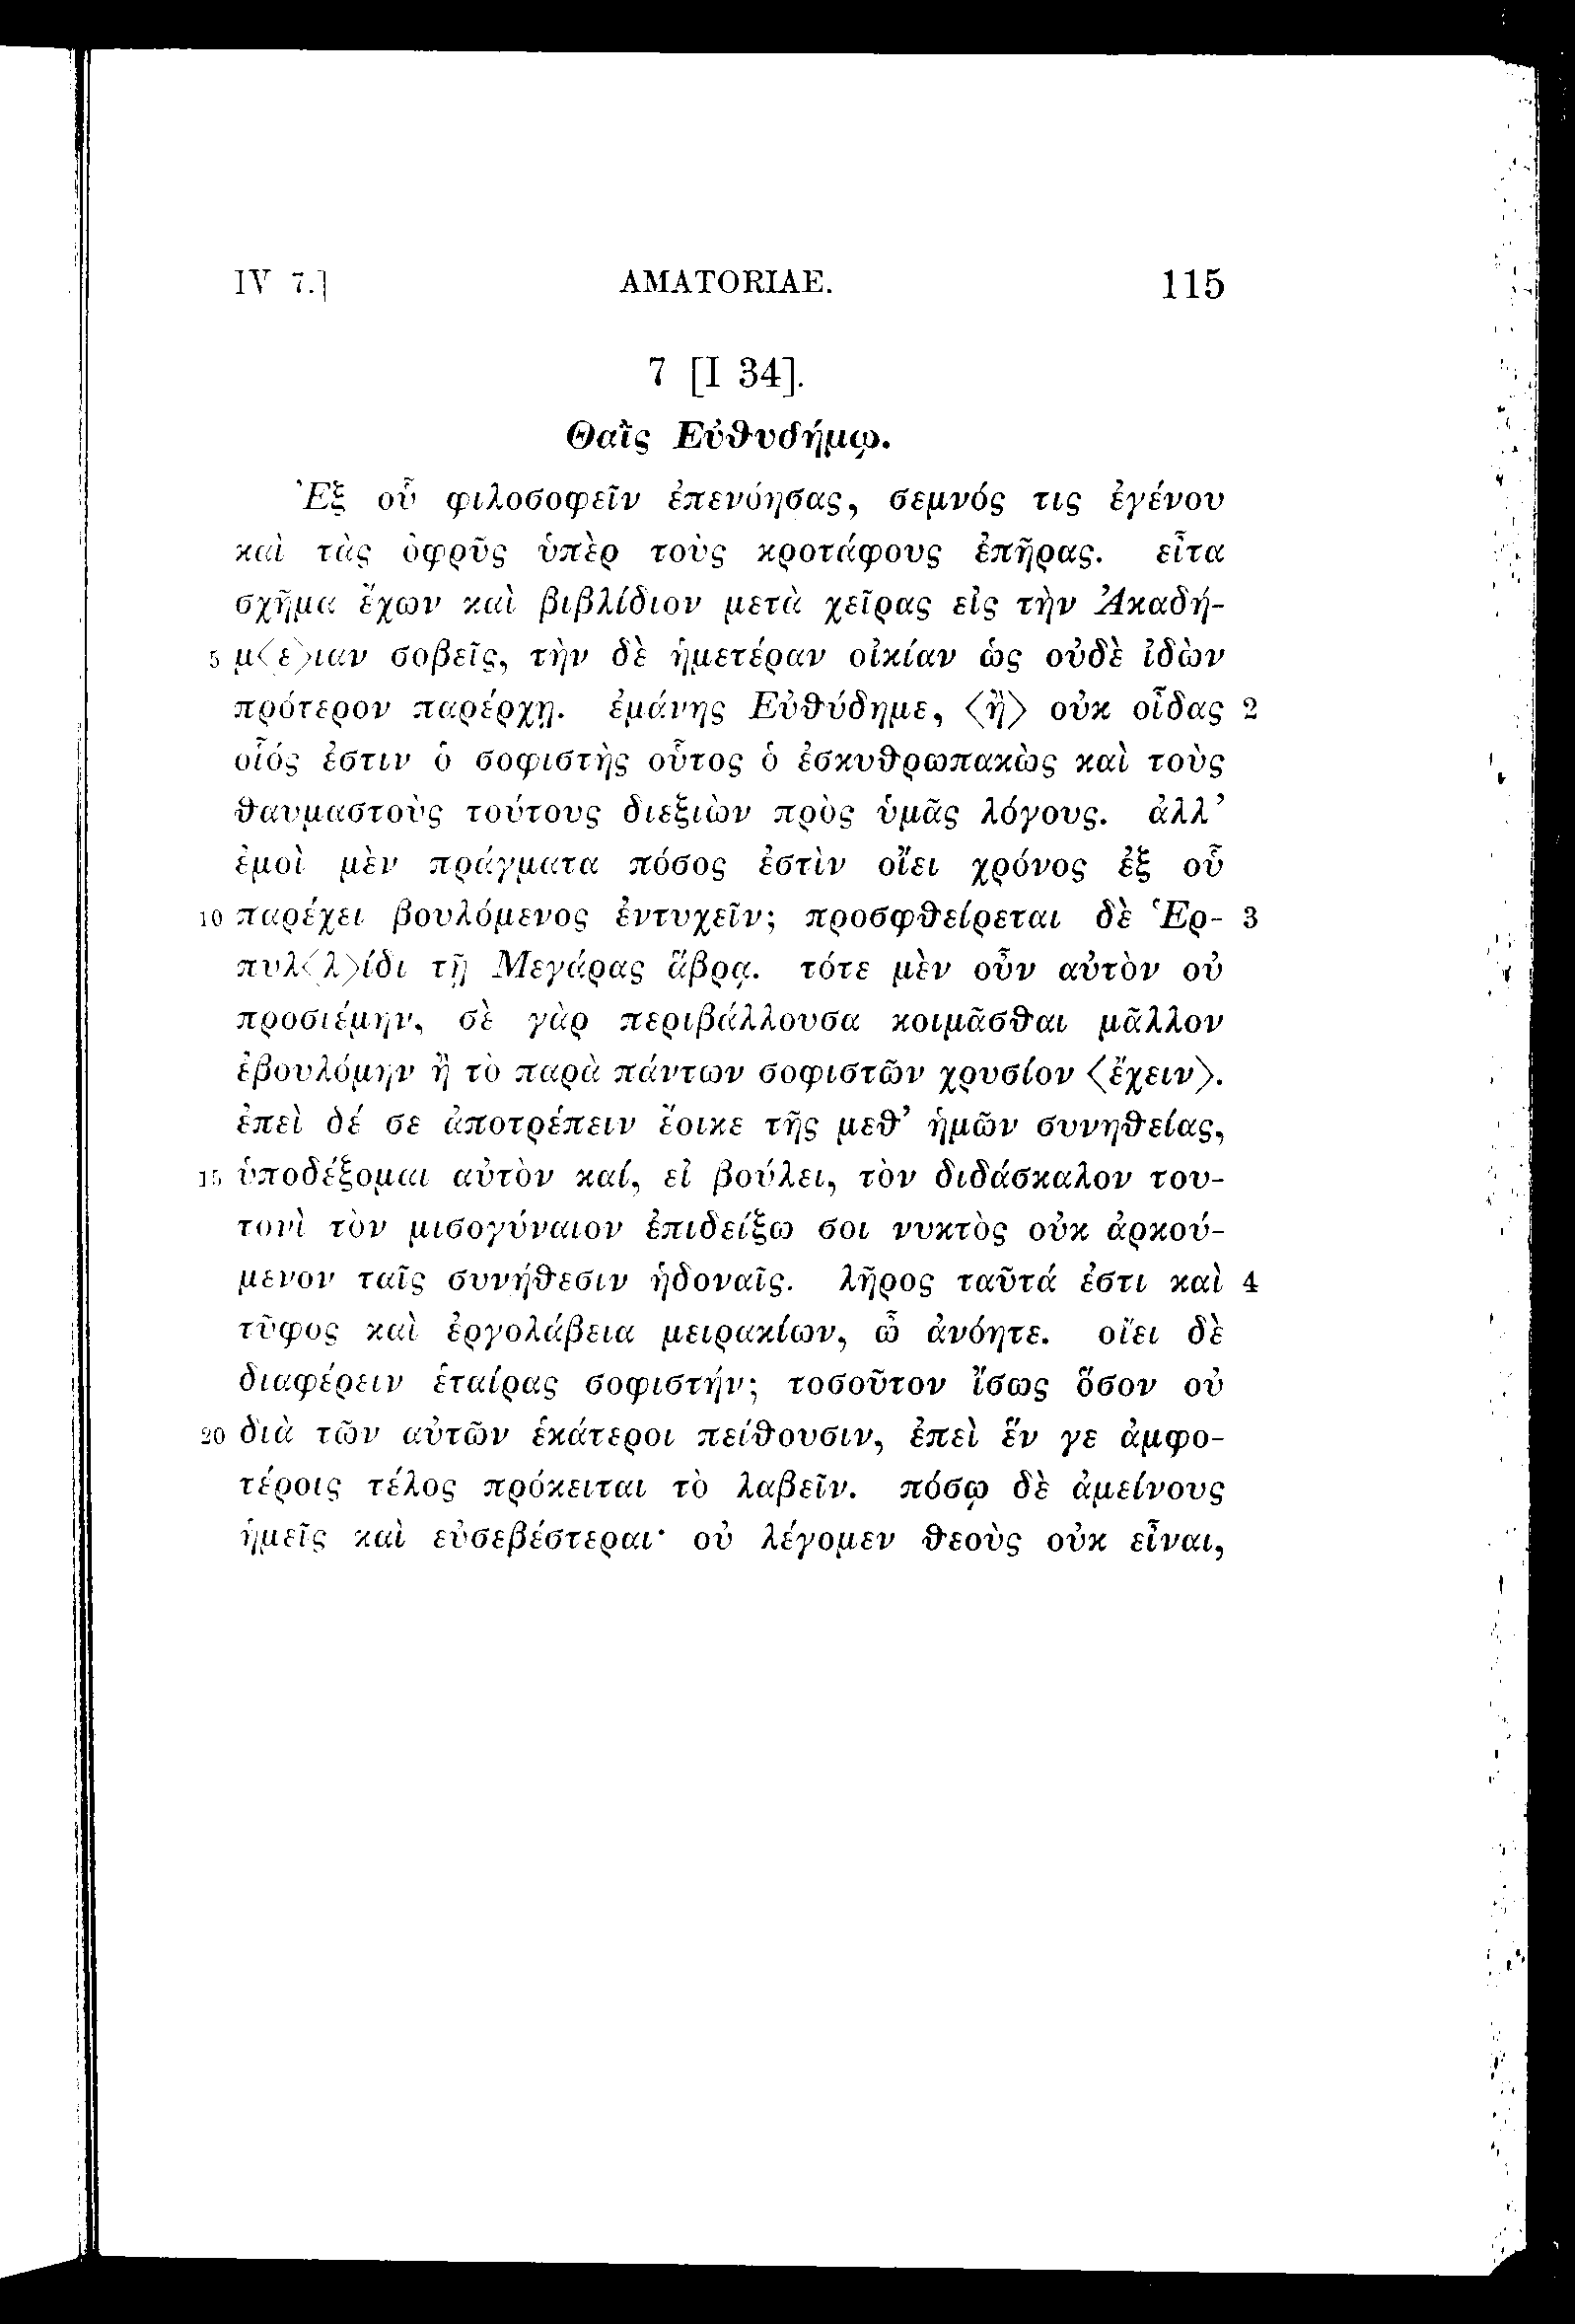 IV 7.] AMATORIAE. 115
7 [I 34].
Θαῒς Εὐθυδήμῳ.
Ἐξ οὗ φιλοσοφεῖν ἐπενόησας, σεμνός τις ἐγένου
καὶ τὰς ὀφρῦς ὑπὲρ τοὺς κροτάφους ἐπῆρας. εἶτα
σχῆμα ἔχων καὶ βιβλίδιον μετὰ χεῖρας εἰς τὴν Ἀκαδή-
5 μ〈ε〉ιαν σοβεῖς, τὴν δὲ ἡμετέραν οἰκίαν ὡς οὐδὲ ἰδὼν
πρότερον παρέρχῃ. ἐμάνης Εὐθύδημε, 〈ἢ〉 οὐκ οἶδας 2
οἷός ἐστιν ὁ σοφιστὴς οὗτος ὁ ἐσκυθρωπακὼς καὶ τοὺς
θαυμαστοὺς τούτους διεξιὼν πρὸς ὑμᾶς λόγους. ἀλλ’
ἐμοὶ μὲν πράγματα πόσος ἐστὶν οἴει χρόνος ἐξ οὗ
10 παρέχει βουλόμενος ἐντυχεῖν; προσφθείρεται δὲ Ἑρ- 3
πυλ〈λ〉ίδι τῇ Μεγάρας ἅβρᾳ. τότε μὲν οὖν αὐτὸν οὐ
προσιέμην, σὲ γὰρ περιβάλλουσα κοιμᾶσθαι μᾶλλον
ἐβουλόμην ἢ τὸ παρὰ πάντων σοφιστῶν χρυσίον 〈ἔχειν〉.
ἐπεὶ δέ σε ἀποτρέπειν ἔοικε τῆς μεθ’ ἡμῶν συνηθείας,
15 ὑποδέξομαι αὐτὸν καί, εἰ βούλει, τὸν διδάσκαλον του-
τονὶ τὸν μισογύναιον ἐπιδείξω σοι νυκτὸς οὐκ ἀρκού-
μενον ταῖς συνήθεσιν ἡδοναῖς. λῆρος ταῦτά ἐστι καὶ 4
τῦφος καὶ ἐργολάβεια μειρακίων, ὦ ἀνόητε. οἴει δὲ
διαφέρειν ἑταίρας σοφιστήν; τοσοῦτον ἴσως ὅσον οὐ
20 διὰ τῶν αὐτῶν ἑκάτεροι πείθουσιν, ἐπεὶ ἕν γε ἀμφο-
τέροις τέλος πρόκειται τὸ λαβεῖν. πόσῳ δὲ ἀμείνους
ἡμεῖς καὶ εὐσεβέστεραι· οὐ λέγομεν θεοὺς οὐκ εἶναι,